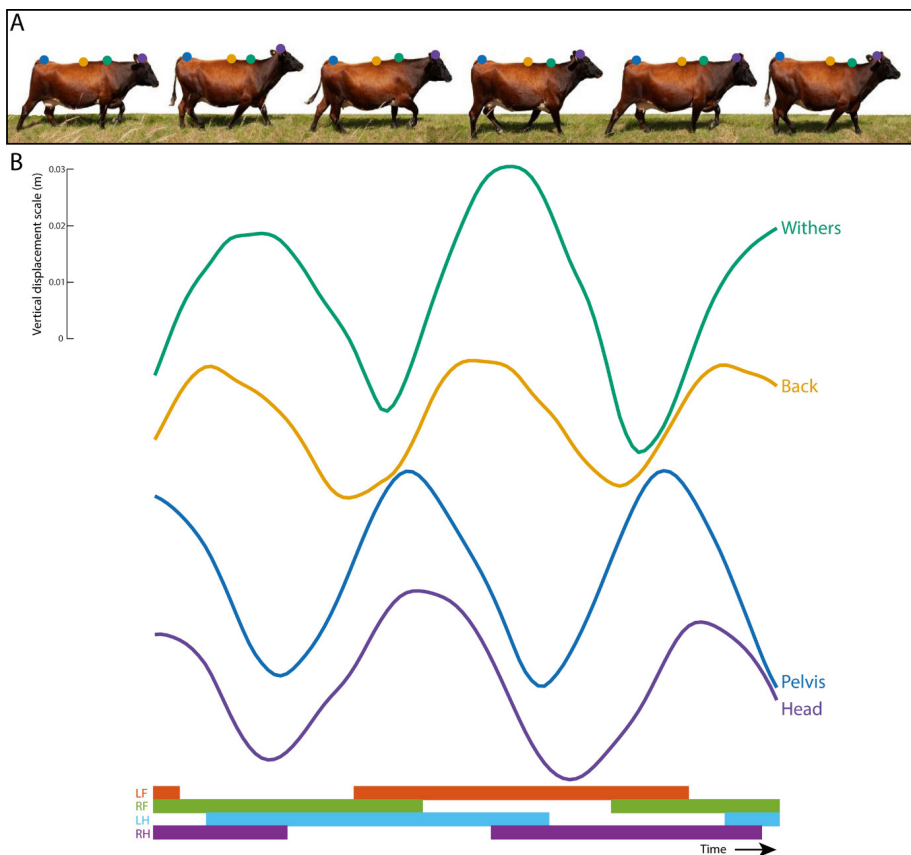 A
B
Vertical displacement scale (m)
0.03
0.02
0.01
0
Withers
Back
Pelvis
Head
LF
RF
LH
RH
Time